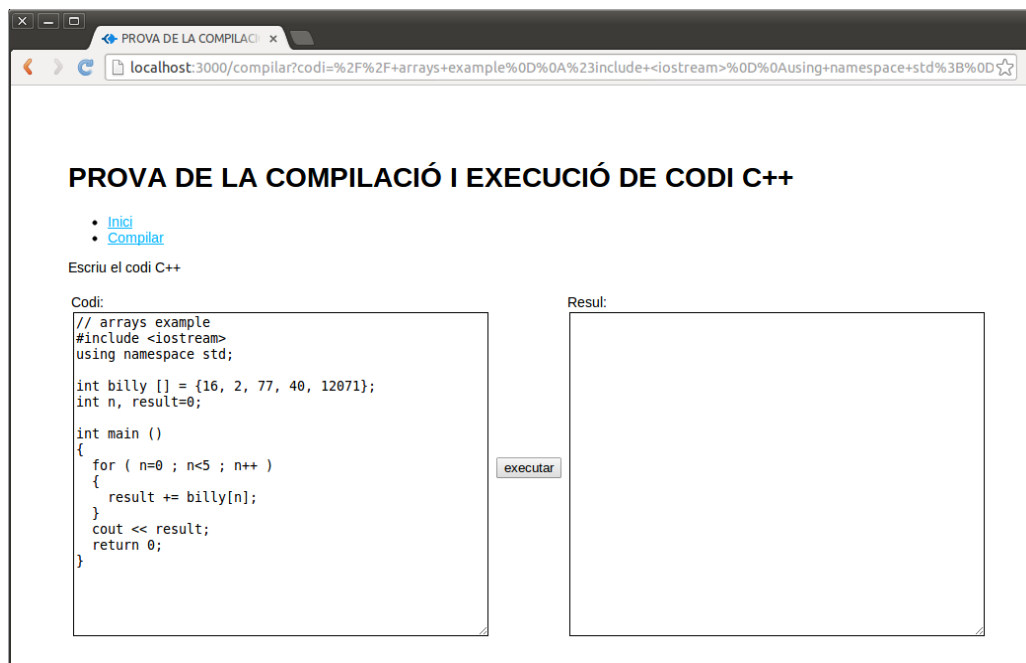 PROVA DE LA COMPILACI
localhost:3000/compilar?codi=%2F%2F+arrays+example%0D%0A%23include+<iostream>%0D%0Ausing+namespace+std%3B%0D
PROVA DE LA COMPILACIÓ I EXECUCIÓ DE CODI C++
Inici
Compilar
Escriu el codi C++
Codi:
// arrays example
#include <iostream>
using namespace std;
int billy [] = {16, 2, 77, 40, 12071};
int n, result=0;
int main ()
{
for ( n=0 ; n<5 ; n++ )
{
result += billy[n];
}
cout << result;
return 0;
}
executar
Resul: